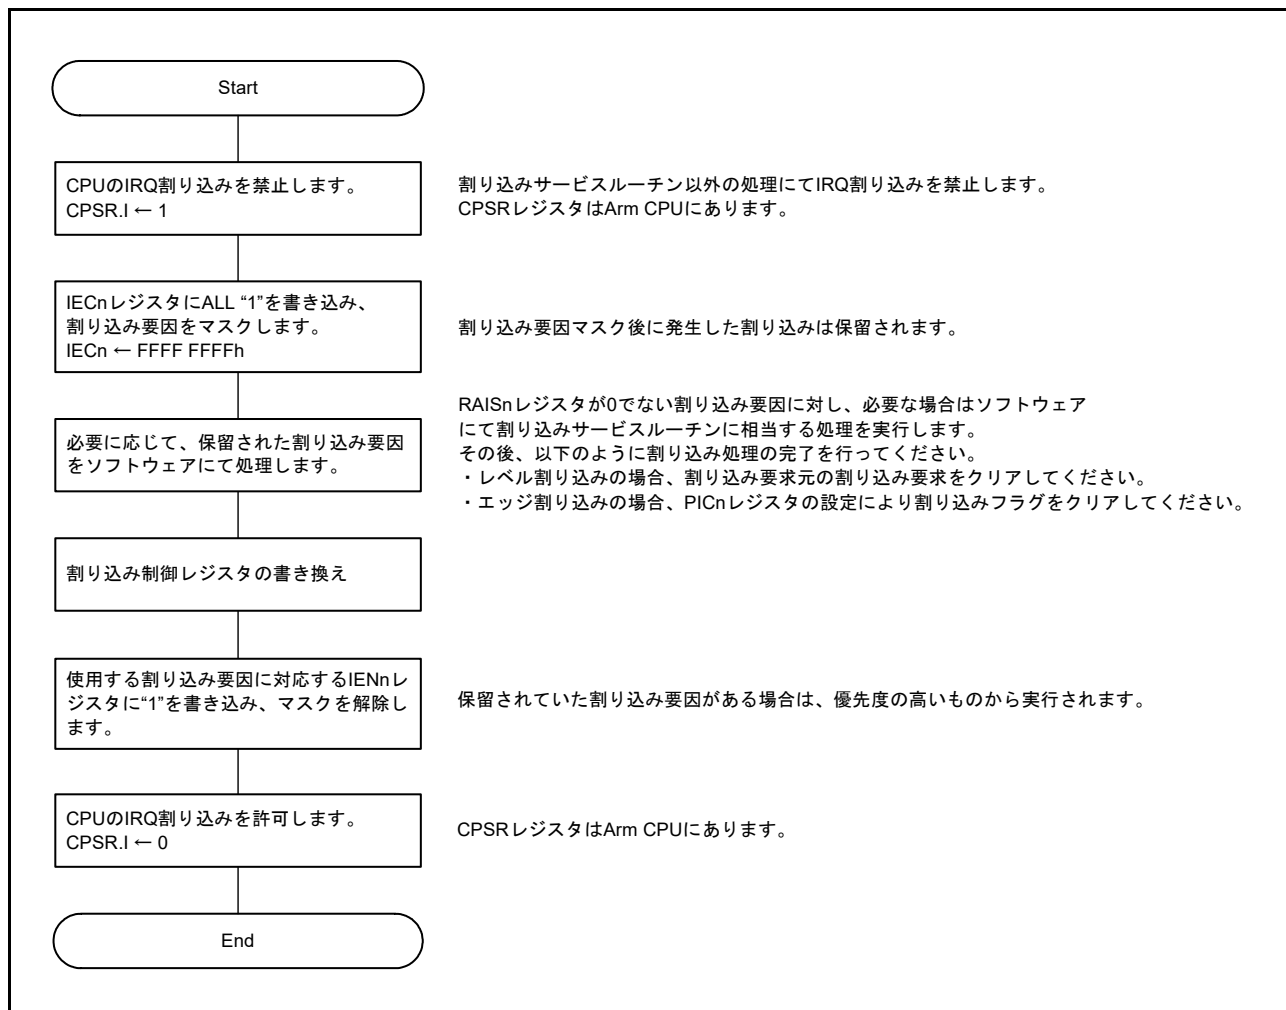 Start
CPUのIRQ割り込みを禁止します。
CPSR.I ← 1
割り込みサービスルーチン以外の処理にてIRQ割り込みを禁止します。
CPSRレジスタはArm CPUにあります。
IECnレジスタにALL “1”を書き込み、
割り込み要因をマスクします。
IECn ← FFFF FFFFh
割り込み要因マスク後に発生した割り込みは保留されます。
必要に応じて、保留された割り込み要因
をソフトウェアにて処理します。
RAISnレジスタが0でない割り込み要因に対し、必要な場合はソフトウェア
にて割り込みサービスルーチンに相当する処理を実行します。
その後、以下のように割り込み処理の完了を行ってください。
・レベル割り込みの場合、割り込み要求元の割り込み要求をクリアしてください。
・エッジ割り込みの場合、PICnレジスタの設定により割り込みフラグをクリアしてください。
割り込み制御レジスタの書き換え
使用する割り込み要因に対応するIENnレ
ジスタに“1”を書き込み、マスクを解除し
ます。
保留されていた割り込み要因がある場合は、優先度の高いものから実行されます。
CPUのIRQ割り込みを許可します。
CPSR.I ← 0
CPSRレジスタはArm CPUにあります。
End